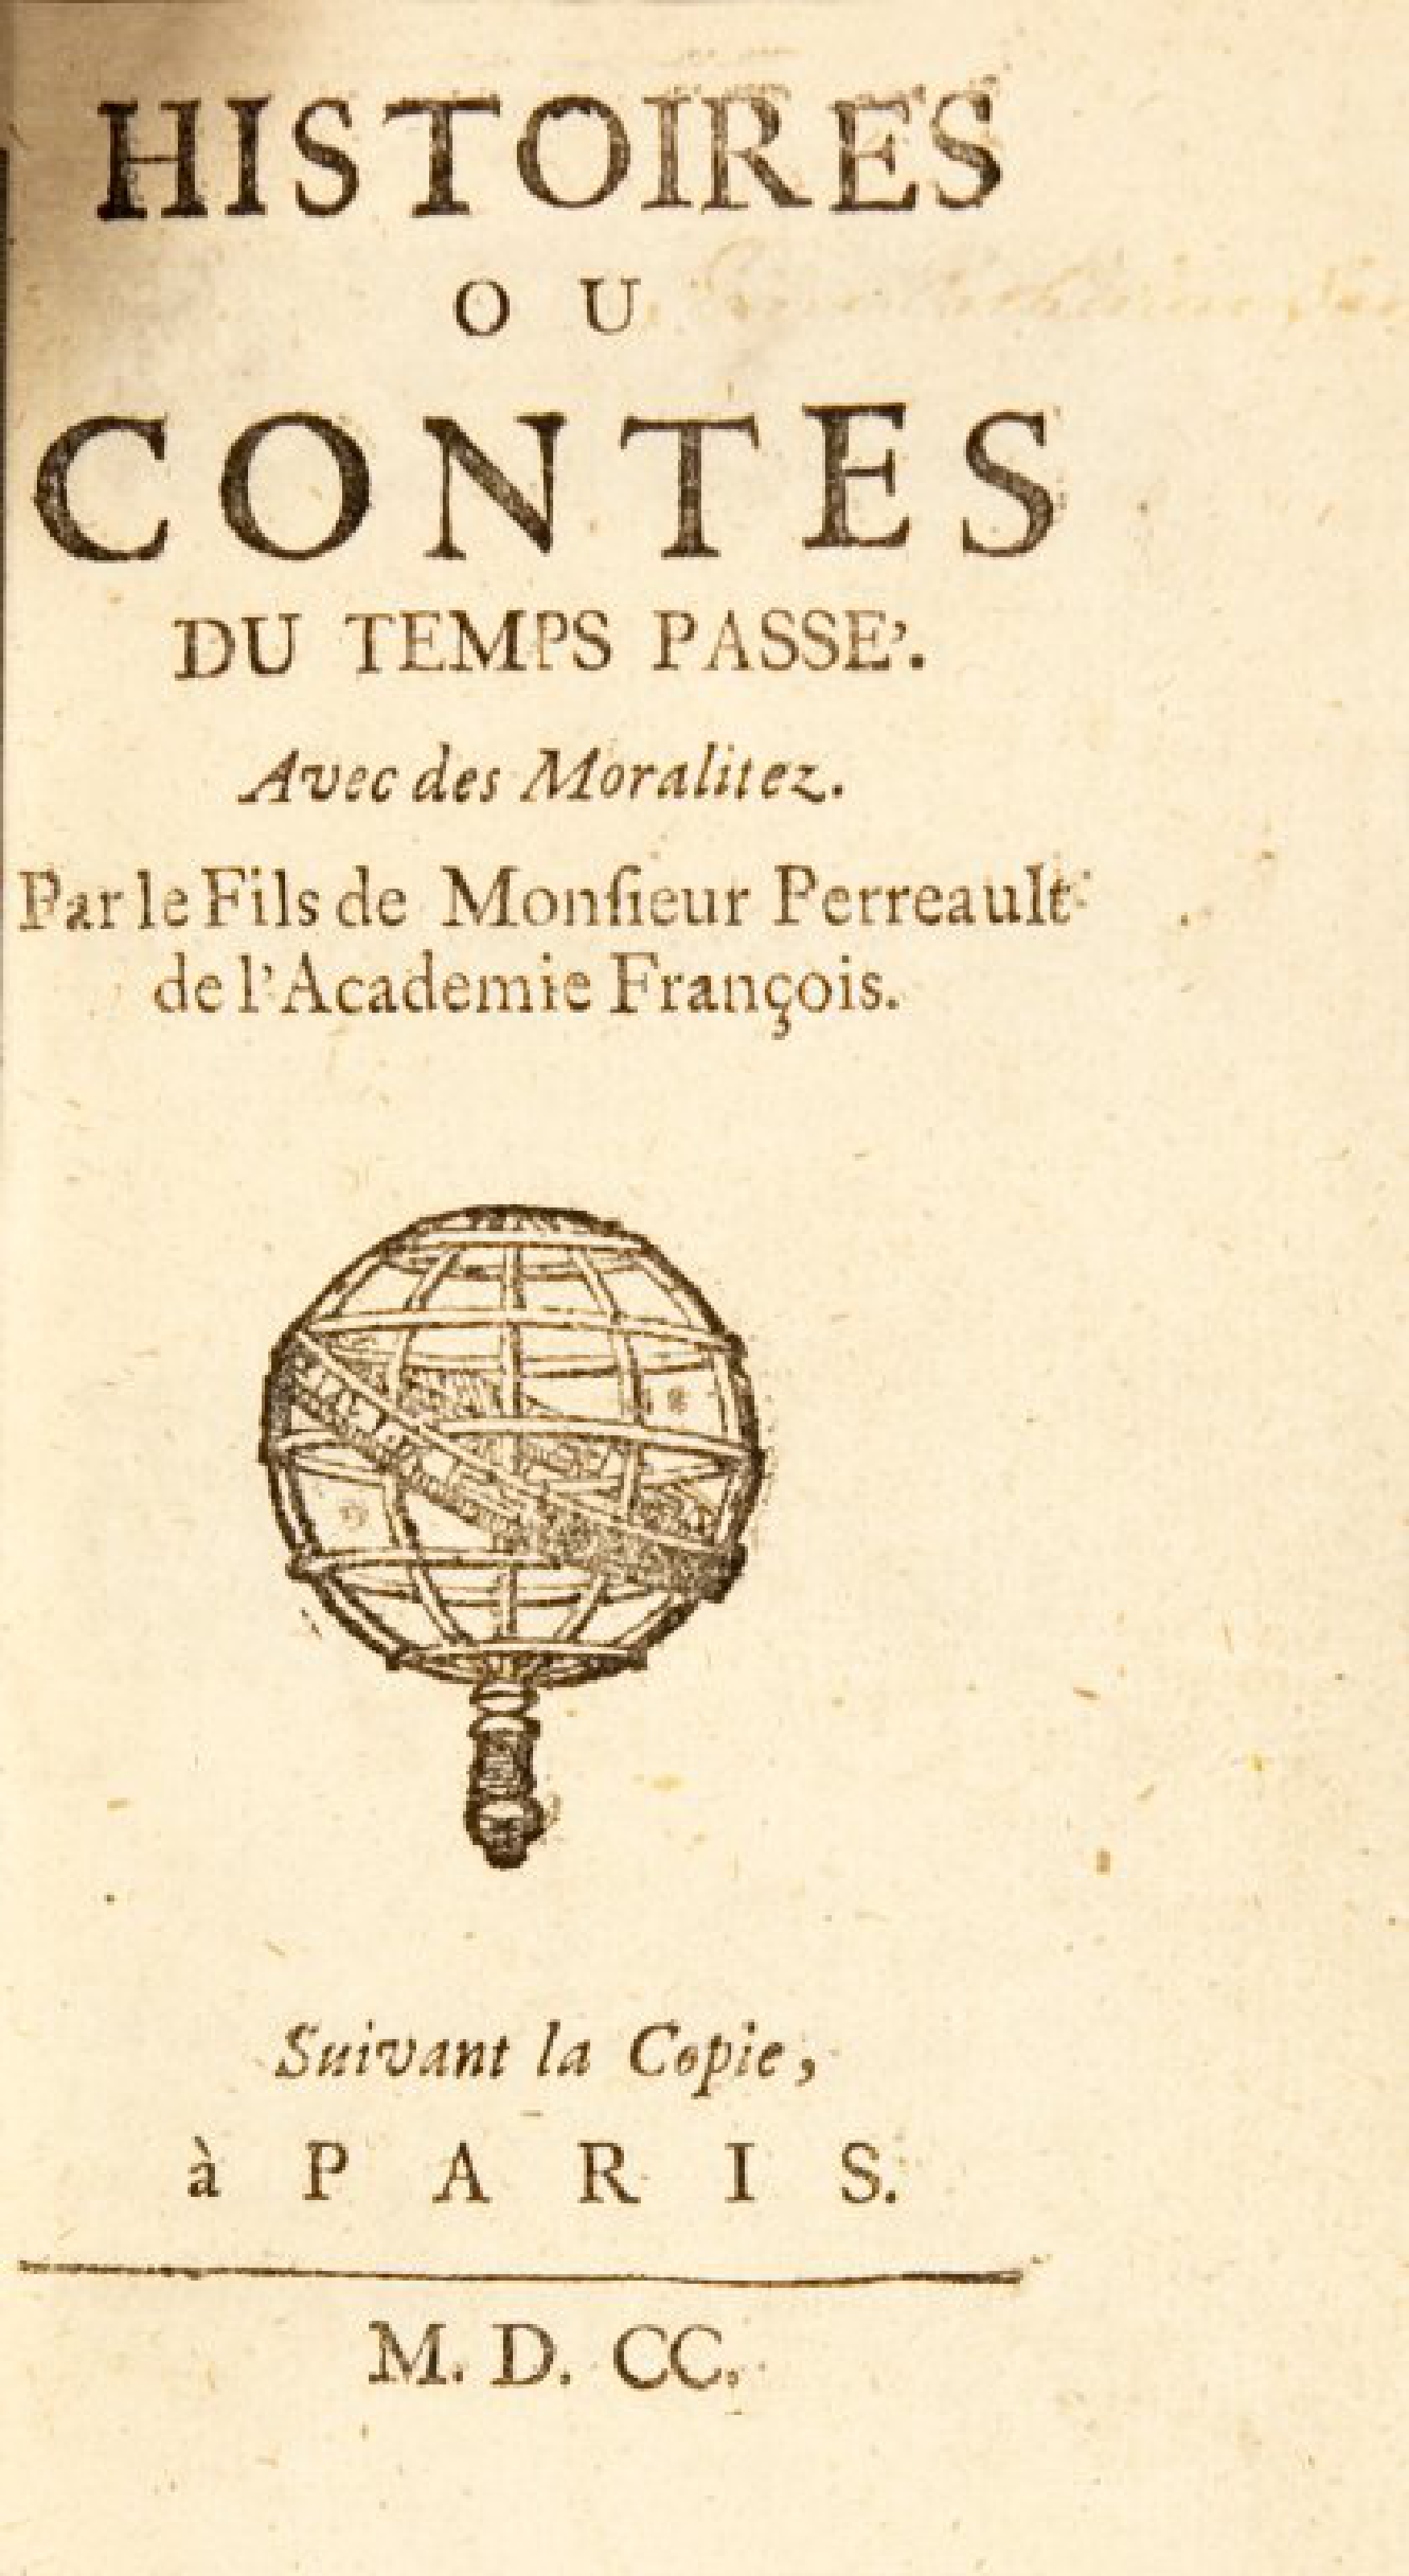 HISTOIRES
OU
CONTES
DU TEMPS PASSE'.
Avec des Moralitez.
Par le Fils de Monſieur Perreault
de l'Academie François.
Suivant la Copie,
à PARIS.
M. D. CC.